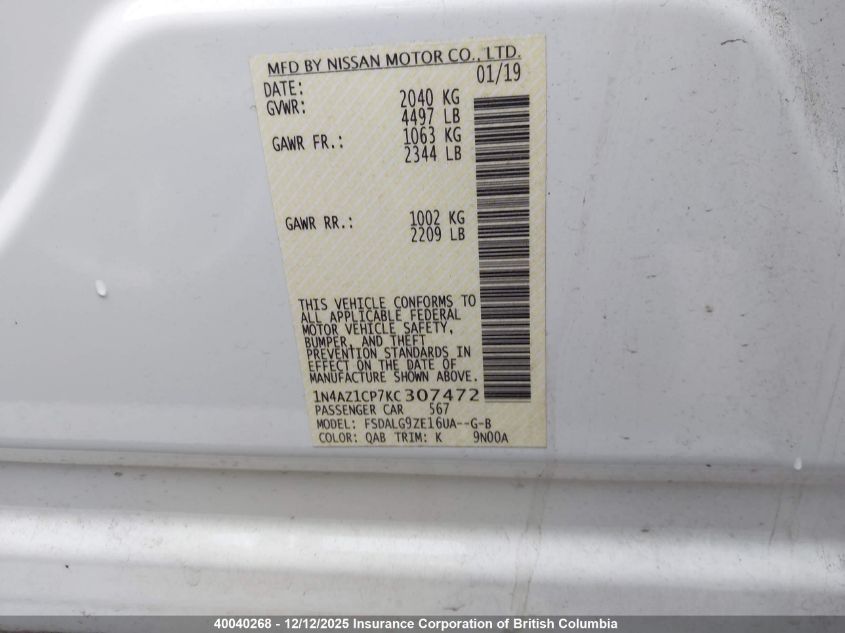 MFD BY NISSAN MOTOR CO., LTD.
DATE: 01/19
GVWR: 2040 KG
4497 LB
GAWR FR.: 1063 KG
2344 LB
GAWR RR.: 1002 KG
2209 LB
THIS VEHICLE CONFORMS TO
ALL APPLICABLE FEDERAL
MOTOR VEHICLE SAFETY,
BUMPER, AND THEFT
PREVENTION STANDARDS IN
EFFECT ON THE DATE OF
MANUFACTURE SHOWN ABOVE.
1N4AZ1CP7KC307472
PASSENGER CAR 567
MODEL: FSDALG9ZE16UA--G-B
COLOR: QAB TRIM: K 9N00A
40040268 - 12/12/2025 Insurance Corporation of British Columbia